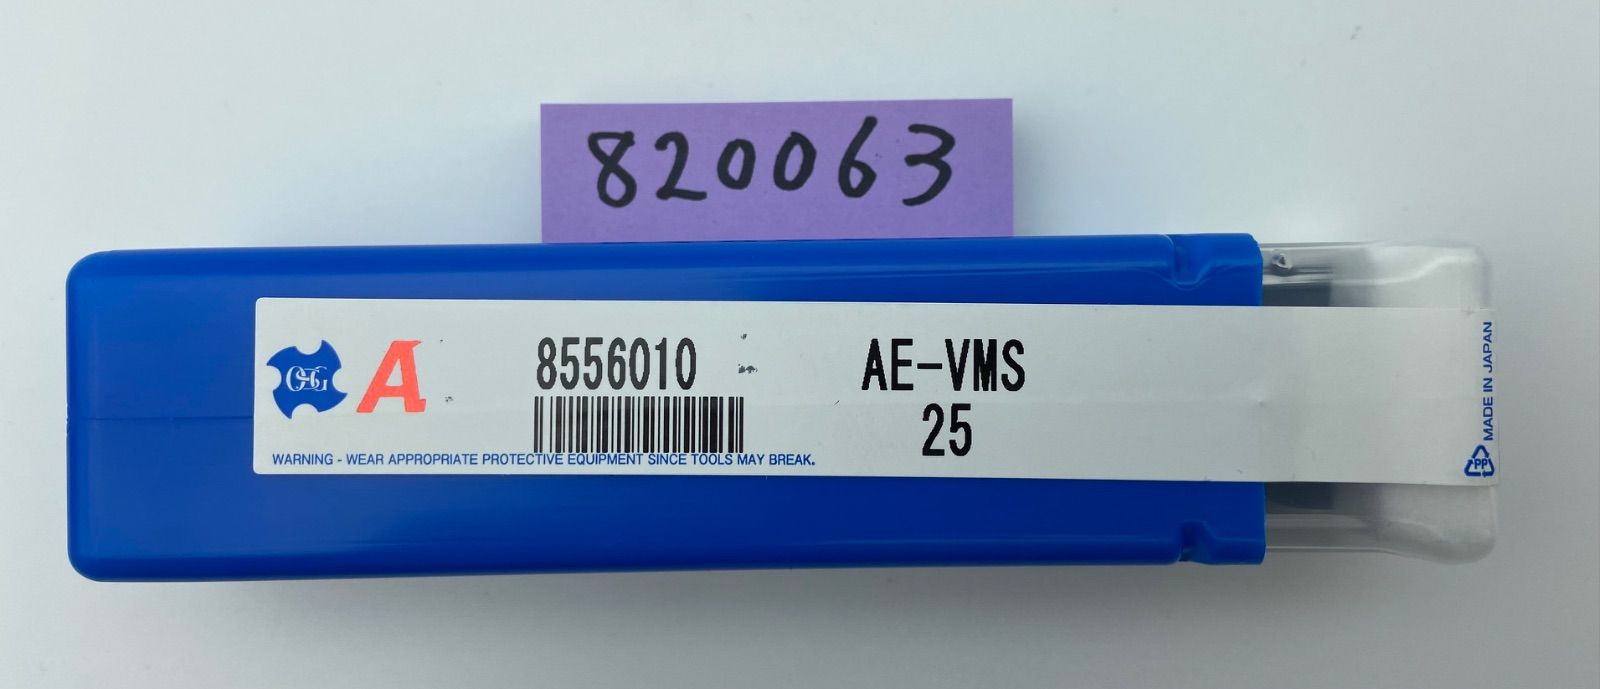 820063
OSG
A
8556010
AE-VMS
25
WARNING - WEAR APPROPRIATE PROTECTIVE EQUIPMENT SINCE TOOLS MAY BREAK.
MADE IN JAPAN
PP